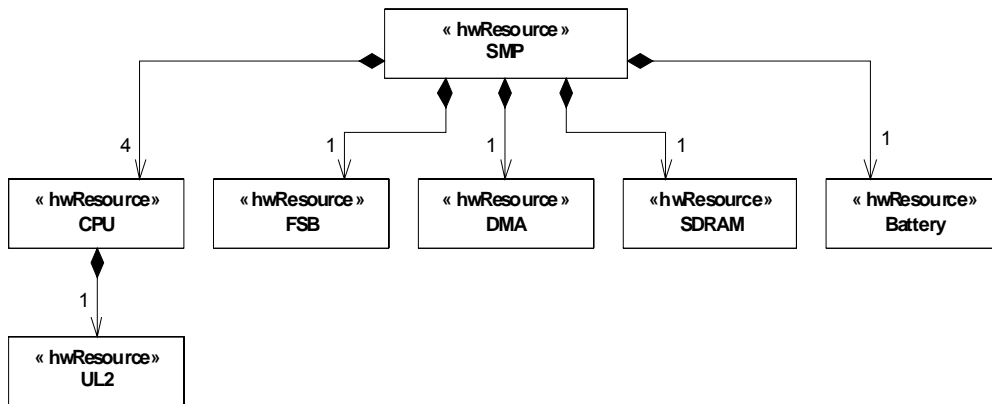 « hwResource »
SMP
4
1
1
1
1
« hwResource »
CPU
« hwResource »
FSB
« hwResource »
DMA
«hwResource »
SDRAM
« hwResource »
Battery
1
« hwResource »
UL2